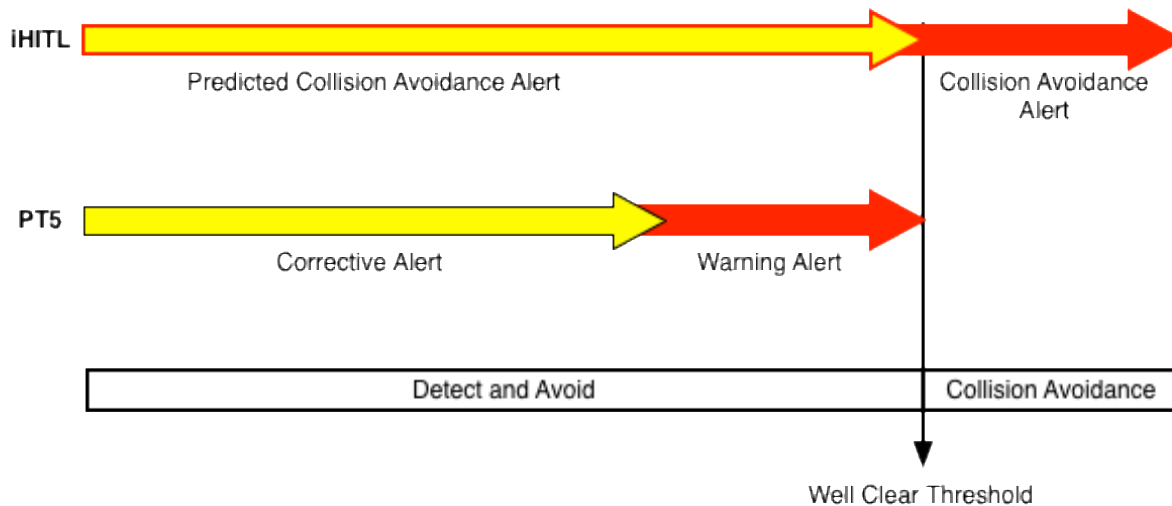 iHITL
Predicted Collision Avoidance Alert
Collision Avoidance
Alert
PT5
Corrective Alert
Warning Alert
Detect and Avoid
Collision Avoidance
Well Clear Threshold